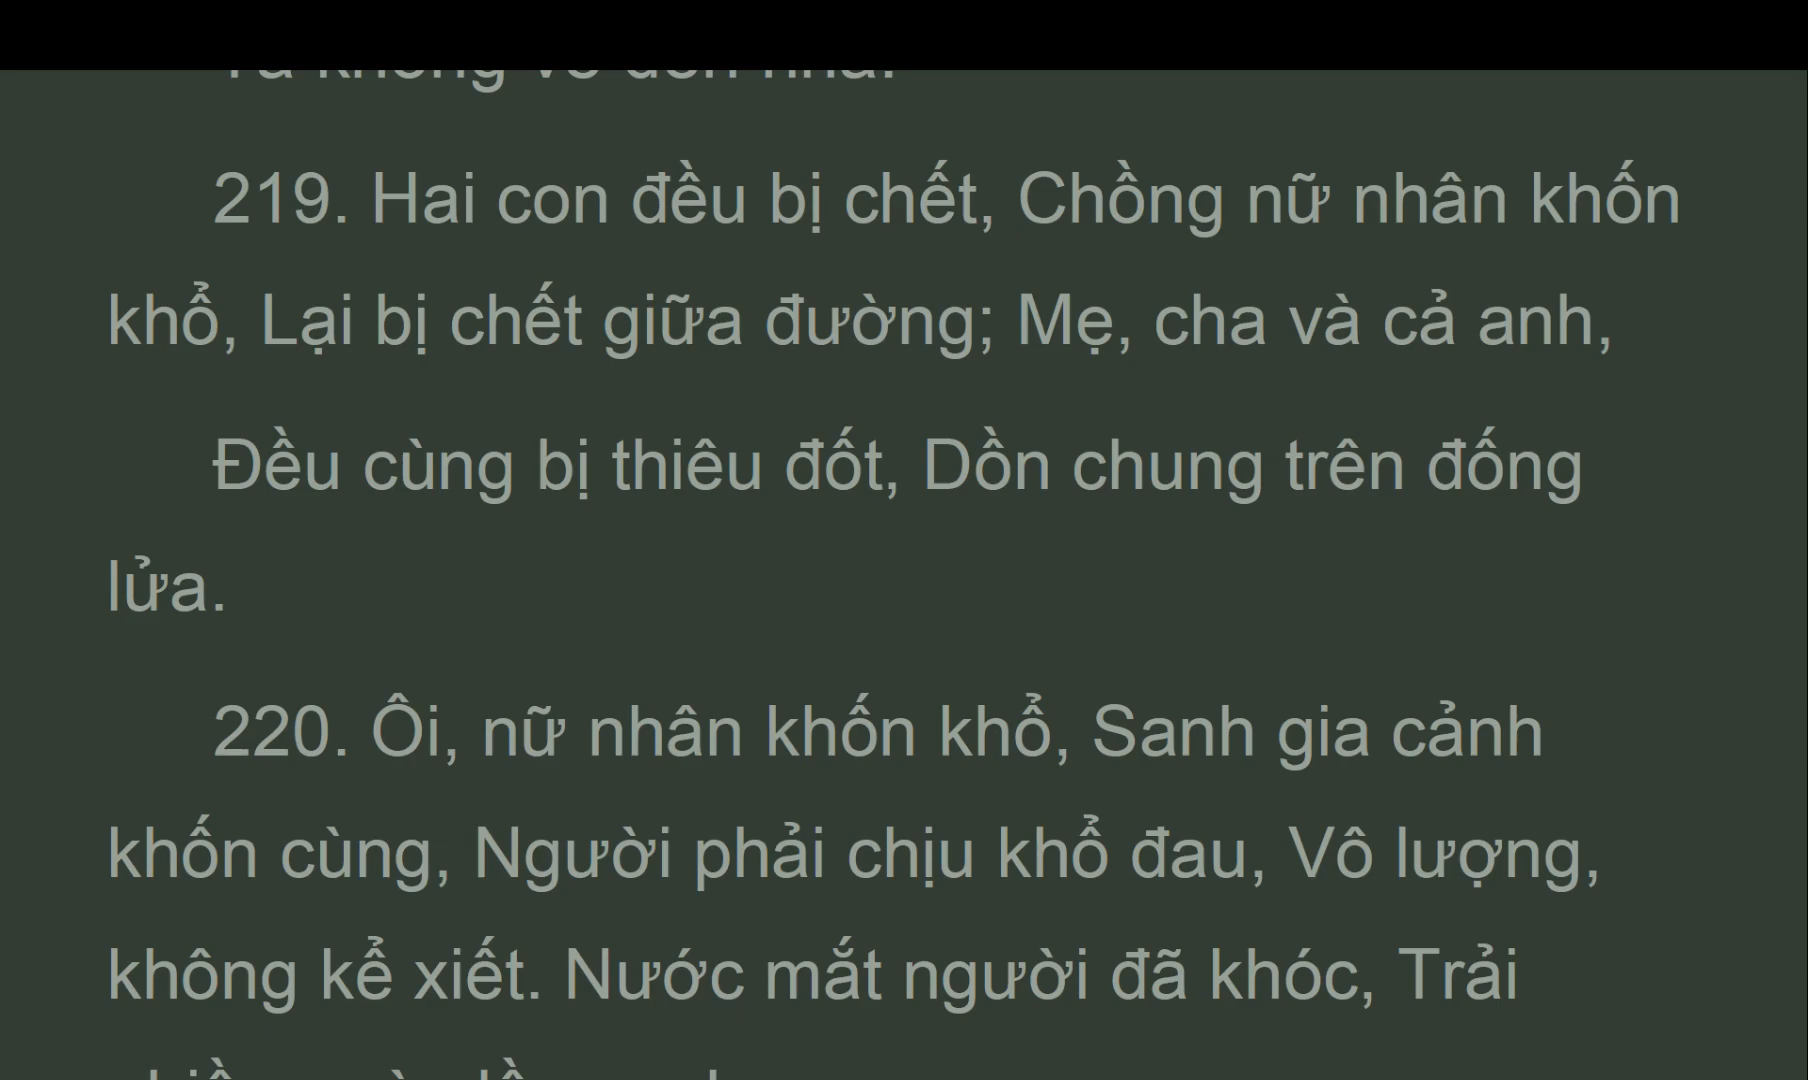 219. Hai con đều bị chết, Chồng nữ nhân khốn
khổ, Lại bị chết giữa đường; Mẹ, cha và cả anh,
Đều cùng bị thiêu đốt, Dồn chung trên đống
lửa.
220. Ôi, nữ nhân khốn khổ, Sanh gia cảnh
khốn cùng, Người phải chịu khổ đau, Vô lượng,
không kể xiết. Nước mắt người đã khóc, Trải